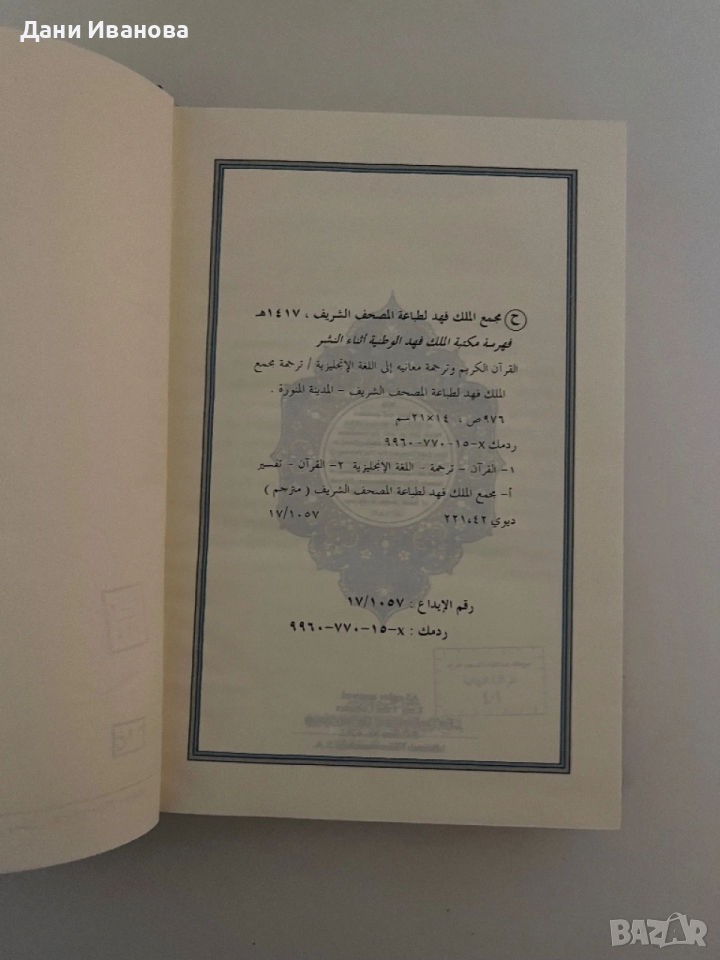 Дани Иванова
ح مجمع الملك فهد لطباعة المصحف الشريف ، ١٤١٧هـ
فهرسة مكتبة الملك فهد الوطنية أثناء النشر
القرآن الكريم وترجمة معانيه إلى اللغة الإنجليزية / ترجمة مجمع
الملك فهد لطباعة المصحف الشريف – المدينة المنورة .
٩٧٦ ص ، ١٤×٢١سم
ردمك X-١٥-٧٧٠-٩٩٦٠
١- القرآن - ترجمة - اللغة الإنجليزية ٢- القرآن - تفسير
أ- مجمع الملك فهد لطباعة المصحف الشريف ( مترجم )
ديوي ٢٢١،٤٢ ١٧/١٠٥٧
رقم الإيداع : ١٧/١٠٥٧
ردمك : X-١٥-٧٧٠-٩٩٦٠
BAZAR